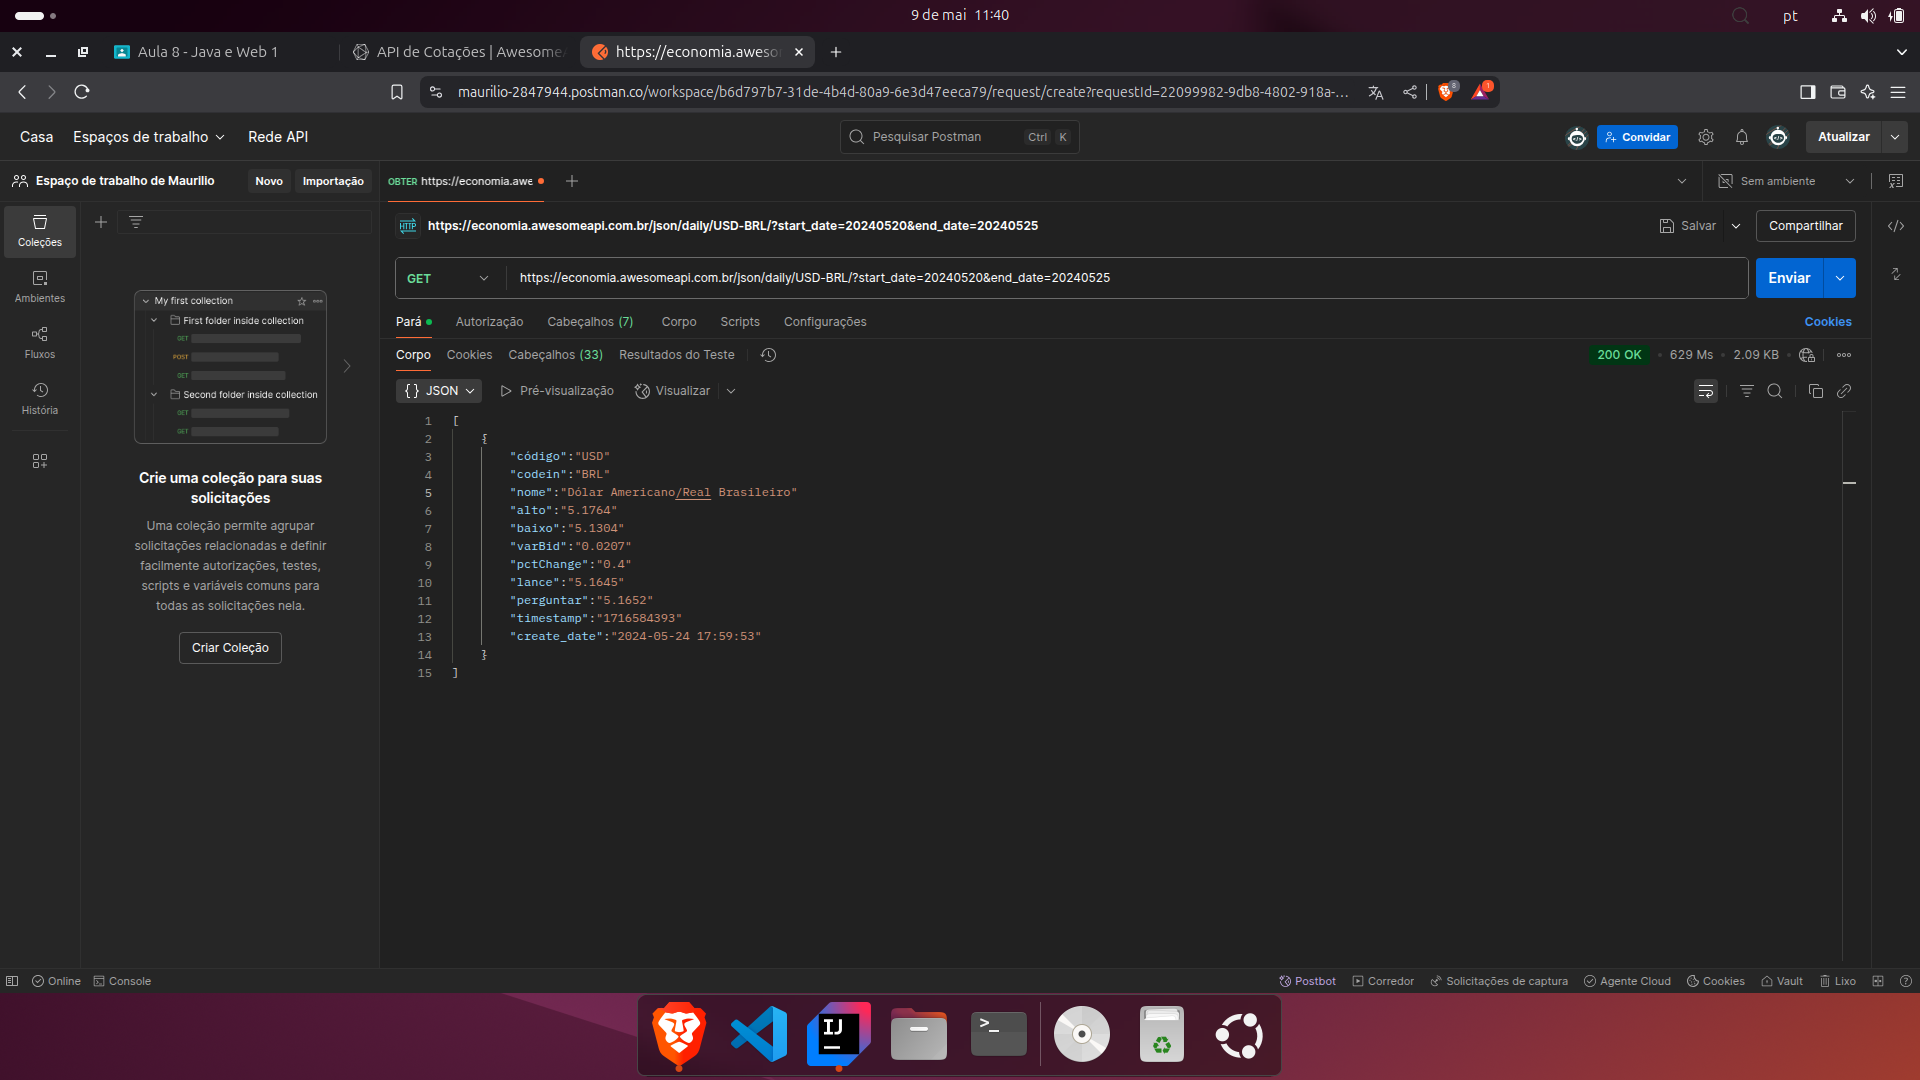 9 de mai 11:40
pt
Aula 8 - Java e Web 1
API de Cotações | AwesomeA
https://economia.aweso
maurilio-2847944.postman.co/workspace/b6d797b7-31de-4b4d-80a9-6e3d47eeca79/request/create?requestId=22099982-9db8-4802-918a-...
8
1
Casa
Espaços de trabalho
Rede API
Pesquisar Postman
Ctrl
K
Convidar
Atualizar
Espaço de trabalho de Maurilio
Novo
Importação
OBTER https://economia.awe
Sem ambiente
Coleções
Ambientes
Fluxos
História
My first collection
First folder inside collection
GET
POST
GET
Second folder inside collection
GET
GET
Crie uma coleção para suas
solicitações
Uma coleção permite agrupar
solicitações relacionadas e definir
facilmente autorizações, testes,
scripts e variáveis comuns para
todas as solicitações nela.
Criar Coleção
HTTP
https://economia.awesomeapi.com.br/json/daily/USD-BRL/?start_date=20240520&end_date=20240525
Salvar
Compartilhar
GET
https://economia.awesomeapi.com.br/json/daily/USD-BRL/?start_date=20240520&end_date=20240525
Enviar
Pará
Autorização
Cabeçalhos (7)
Corpo
Scripts
Configurações
Cookies
Corpo
Cookies
Cabeçalhos (33)
Resultados do Teste
200 OK
629 Ms
2.09 KB
{} JSON
Pré-visualização
Visualizar
1 [
2 {
3 "código":"USD"
4 "codein":"BRL"
5 "nome":"Dólar Americano/Real Brasileiro"
6 "alto":"5.1764"
7 "baixo":"5.1304"
8 "varBid":"0.0207"
9 "pctChange":"0.4"
10 "lance":"5.1645"
11 "perguntar":"5.1652"
12 "timestamp":"1716584393"
13 "create_date":"2024-05-24 17:59:53"
14 }
15 ]
Online
Console
Postbot
Corredor
Solicitações de captura
Agente Cloud
Cookies
Vault
Lixo
IJ
>_